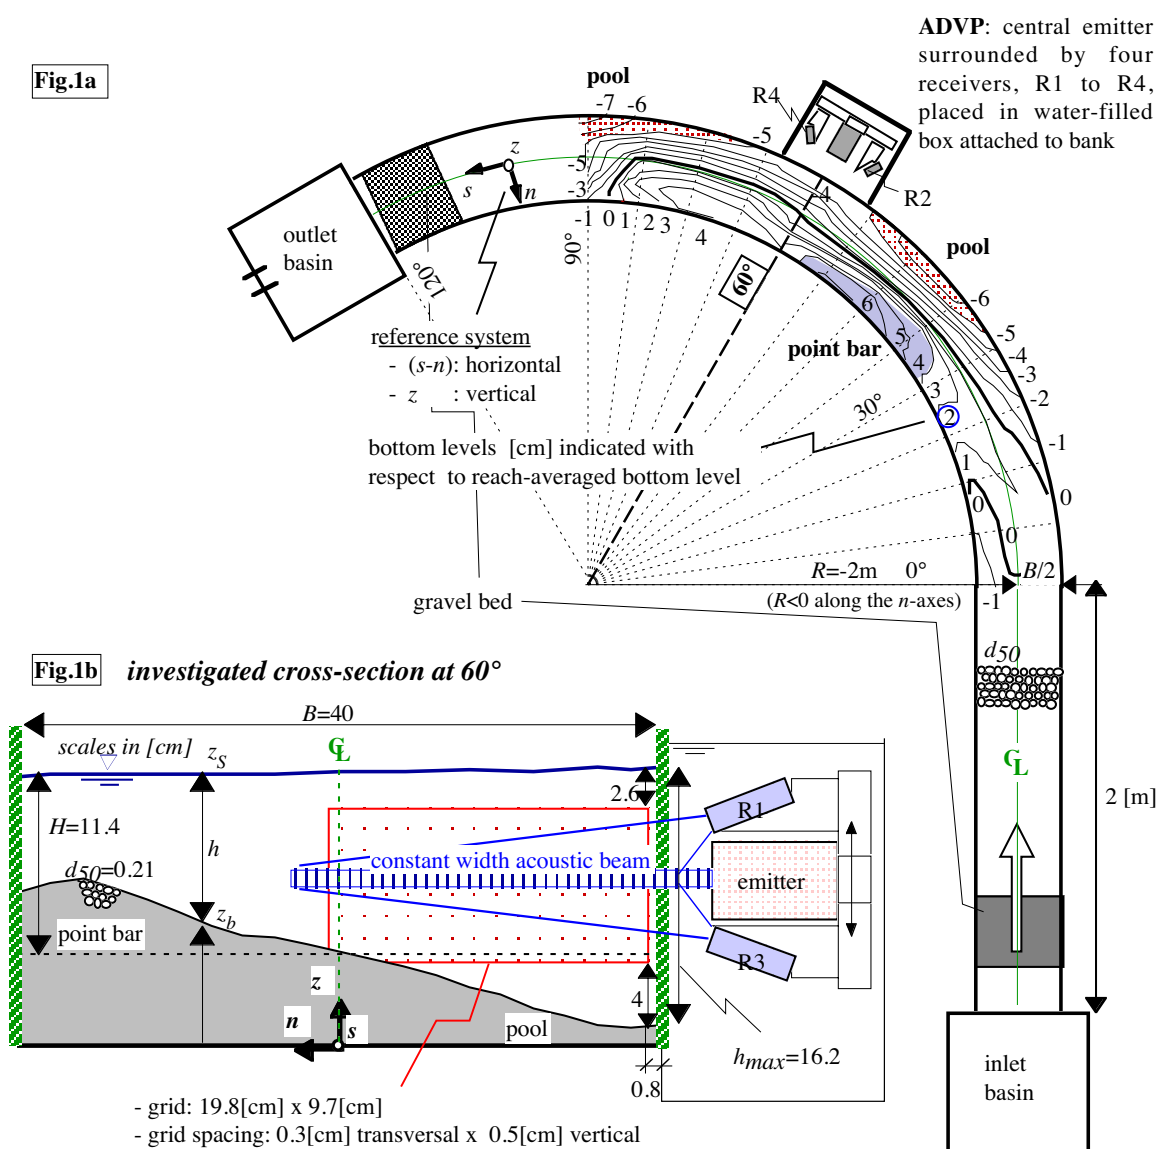 Fig.1a
ADVP: central emitter
surrounded by four
receivers, R1 to R4,
placed in water-filled
box attached to bank
pool
-7 -6
-5
R4
R2
z
s
n
-5
-3
-1 0 1 2 3 4
-4
pool
outlet
basin
120°
90°
60°
6
5
4
3
2
point bar
-6
-5
-4
-3
-2
-1
0
30°
reference system
- (s-n): horizontal
- z : vertical
bottom levels [cm] indicated with
respect to reach-averaged bottom level
1
0
0
R=-2m 0° B/2
(R<0 along the n-axes) -1
gravel bed
d50
℄
2 [m]
inlet
basin
Fig.1b investigated cross-section at 60°
B=40
scales in [cm] zS ℄
2.6
H=11.4
h
R1
d50=0.21
constant width acoustic beam
emitter
zb
point bar
R3
z
4
n s
pool
hmax=16.2
0.8
- grid: 19.8[cm] x 9.7[cm]
- grid spacing: 0.3[cm] transversal x 0.5[cm] vertical